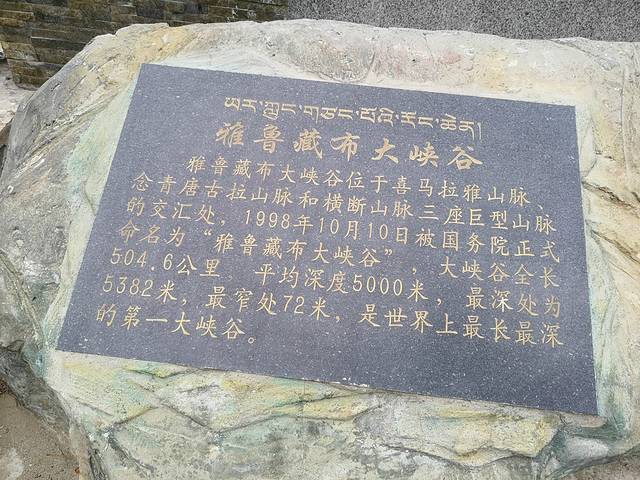 ཡར་ཀླུང་གཙང་པོའི་རོང་ཆེན།
雅鲁藏布大峡谷
雅鲁藏布大峡谷位于喜马拉雅山脉、
念青唐古拉山脉和横断山脉三座巨型山脉
的交汇处，1998年10月10日被国务院正式
命名为“雅鲁藏布大峡谷”，大峡谷全长
504.6公里，平均深度5000米，最深处为
5382米，最窄处72米，是世界上最长最深
的第一大峡谷。